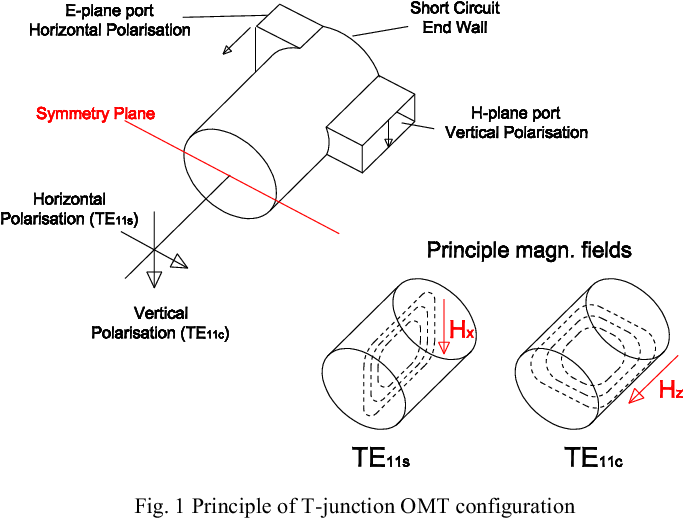 E-plane port
Horizontal Polarisation
Short Circuit
End Wall
Symmetry Plane
H-plane port
Vertical Polarisation
Horizontal
Polarisation (TE11s)
Vertical
Polarisation (TE11c)
Principle magn. fields
Hx
Hz
TE11s
TE11c
Fig. 1 Principle of T-junction OMT configuration